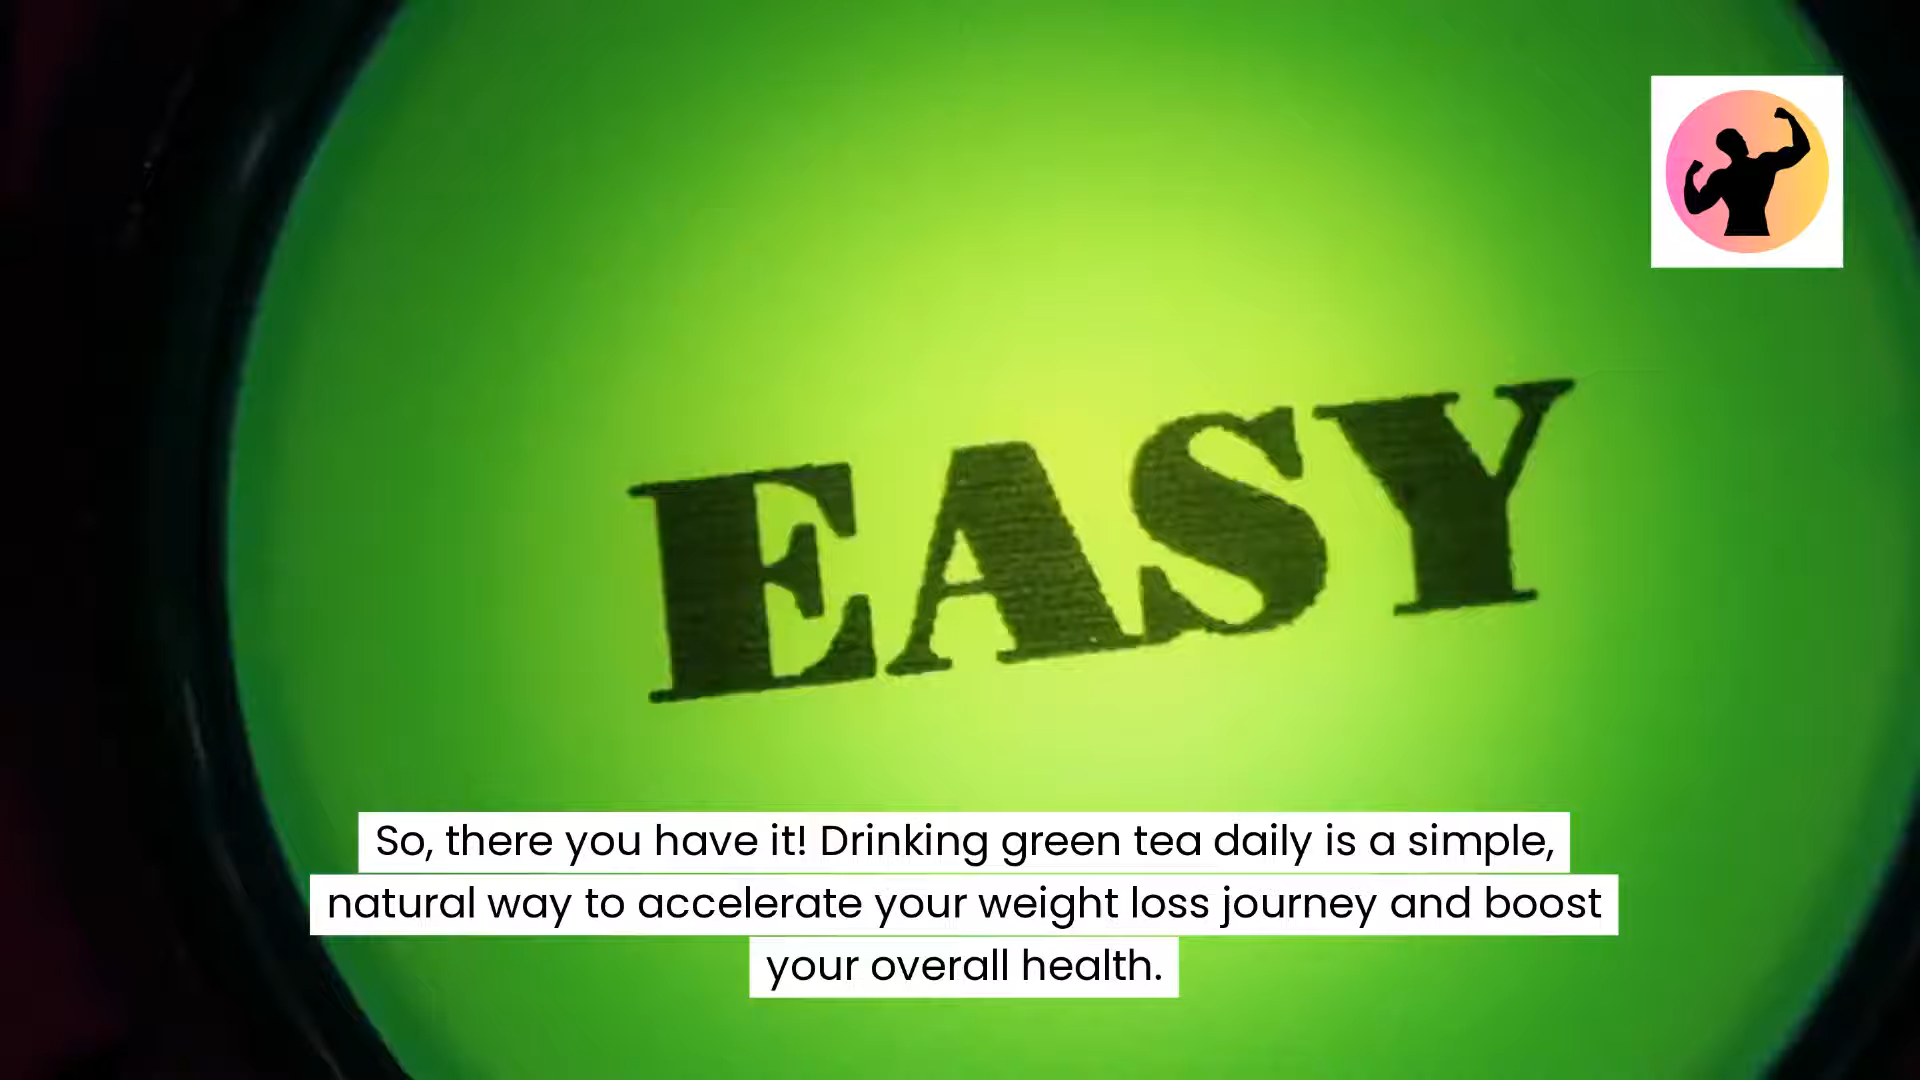 EASY
So, there you have it! Drinking green tea daily is a simple,
natural way to accelerate your weight loss journey and boost
your overall health.